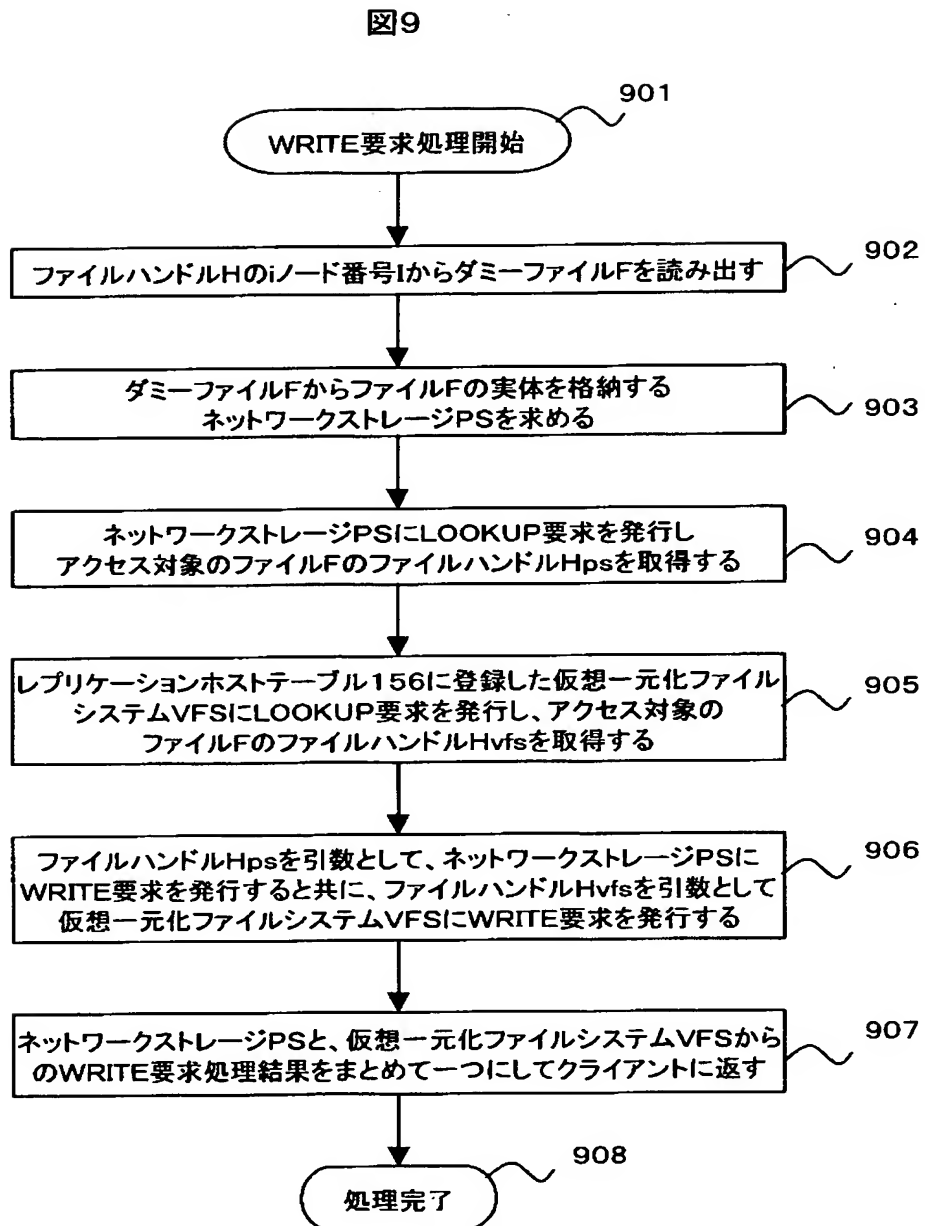 図9
901
WRITE要求処理開始
902
ファイルハンドルHのiノード番号IからダミーファイルFを読み出す
ダミーファイルFからファイルFの実体を格納する
ネットワークストレージPSを求める
903
ネットワークストレージPSにLOOKUP要求を発行し
アクセス対象のファイルFのファイルハンドルHpsを取得する
904
レプリケーションホストテーブル156に登録した仮想一元化ファイル
システムVFSにLOOKUP要求を発行し、アクセス対象の
ファイルFのファイルハンドルHvfsを取得する
905
ファイルハンドルHpsを引数として、ネットワークストレージPSに
WRITE要求を発行すると共に、ファイルハンドルHvfsを引数として
仮想一元化ファイルシステムVFSにWRITE要求を発行する
906
ネットワークストレージPSと、仮想一元化ファイルシステムVFSから
のWRITE要求処理結果をまとめて一つにしてクライアントに返す
907
908
処理完了